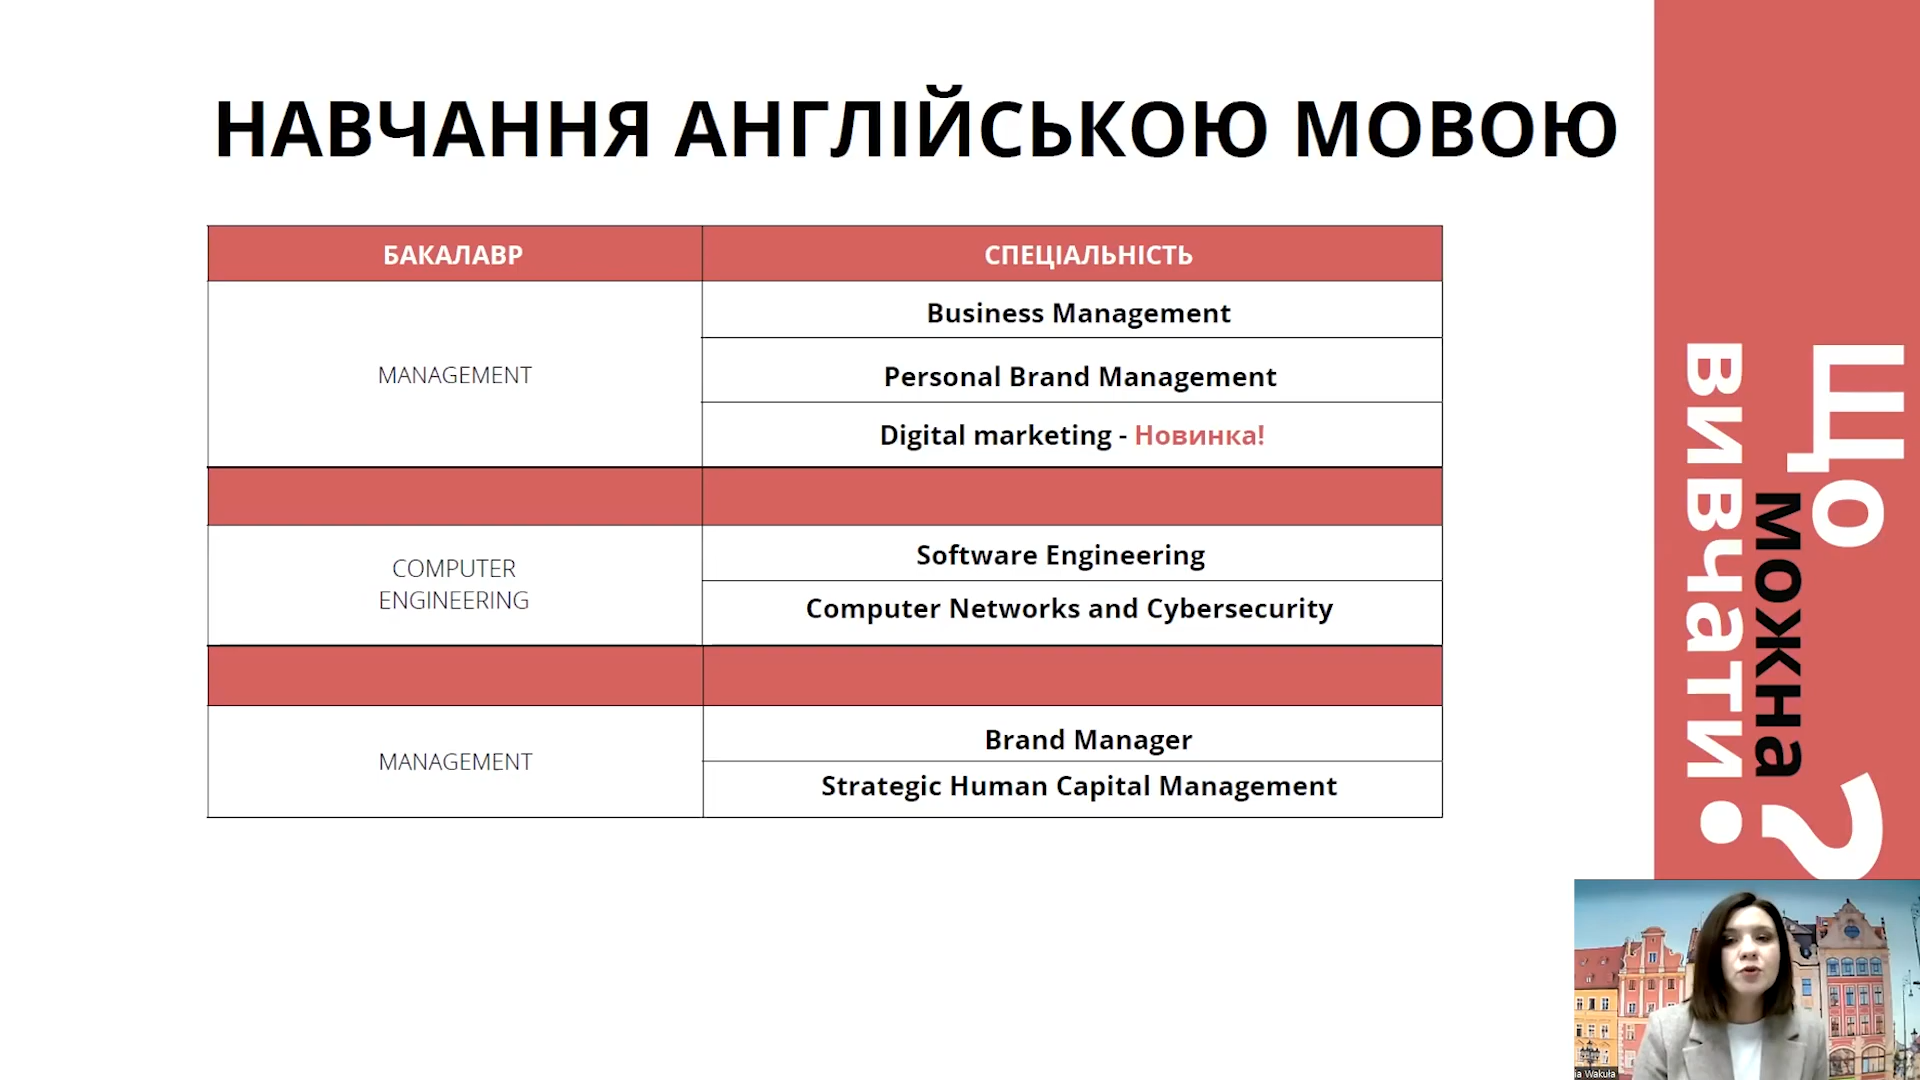 НАВЧАННЯ АНГЛІЙСЬКОЮ МОВОЮ
БАКАЛАВР
СПЕЦІАЛЬНІСТЬ
MANAGEMENT
Business Management
Personal Brand Management
Digital marketing - Новинка!
COMPUTER
ENGINEERING
Software Engineering
Computer Networks and Cybersecurity
MANAGEMENT
Brand Manager
Strategic Human Capital Management
Що
можна
вивчати
?
Wakuła